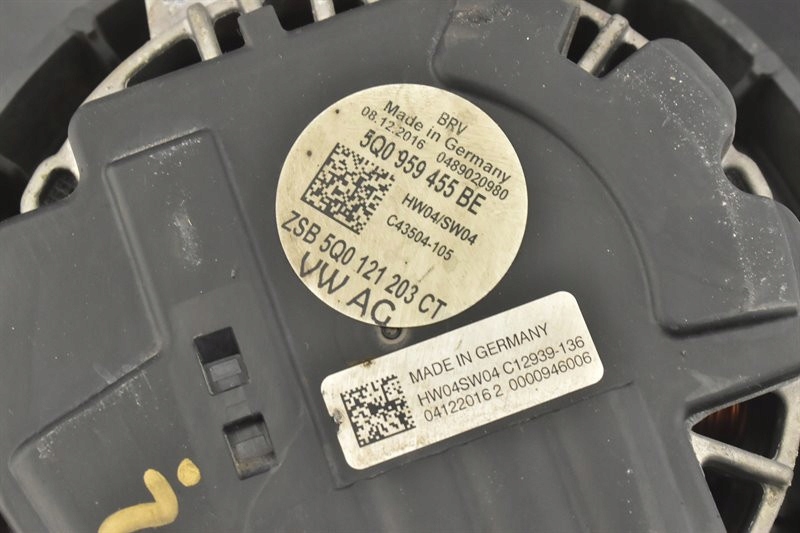 BRV
Made in Germany
08.12.2016 0489020980
5Q0 959 455 BE
HW04/SW04
C43504-105
ZSB 5Q0 121 203 CT
VW AG
MADE IN GERMANY
HW04SW04 C12939-136
04122016 2 0000946006